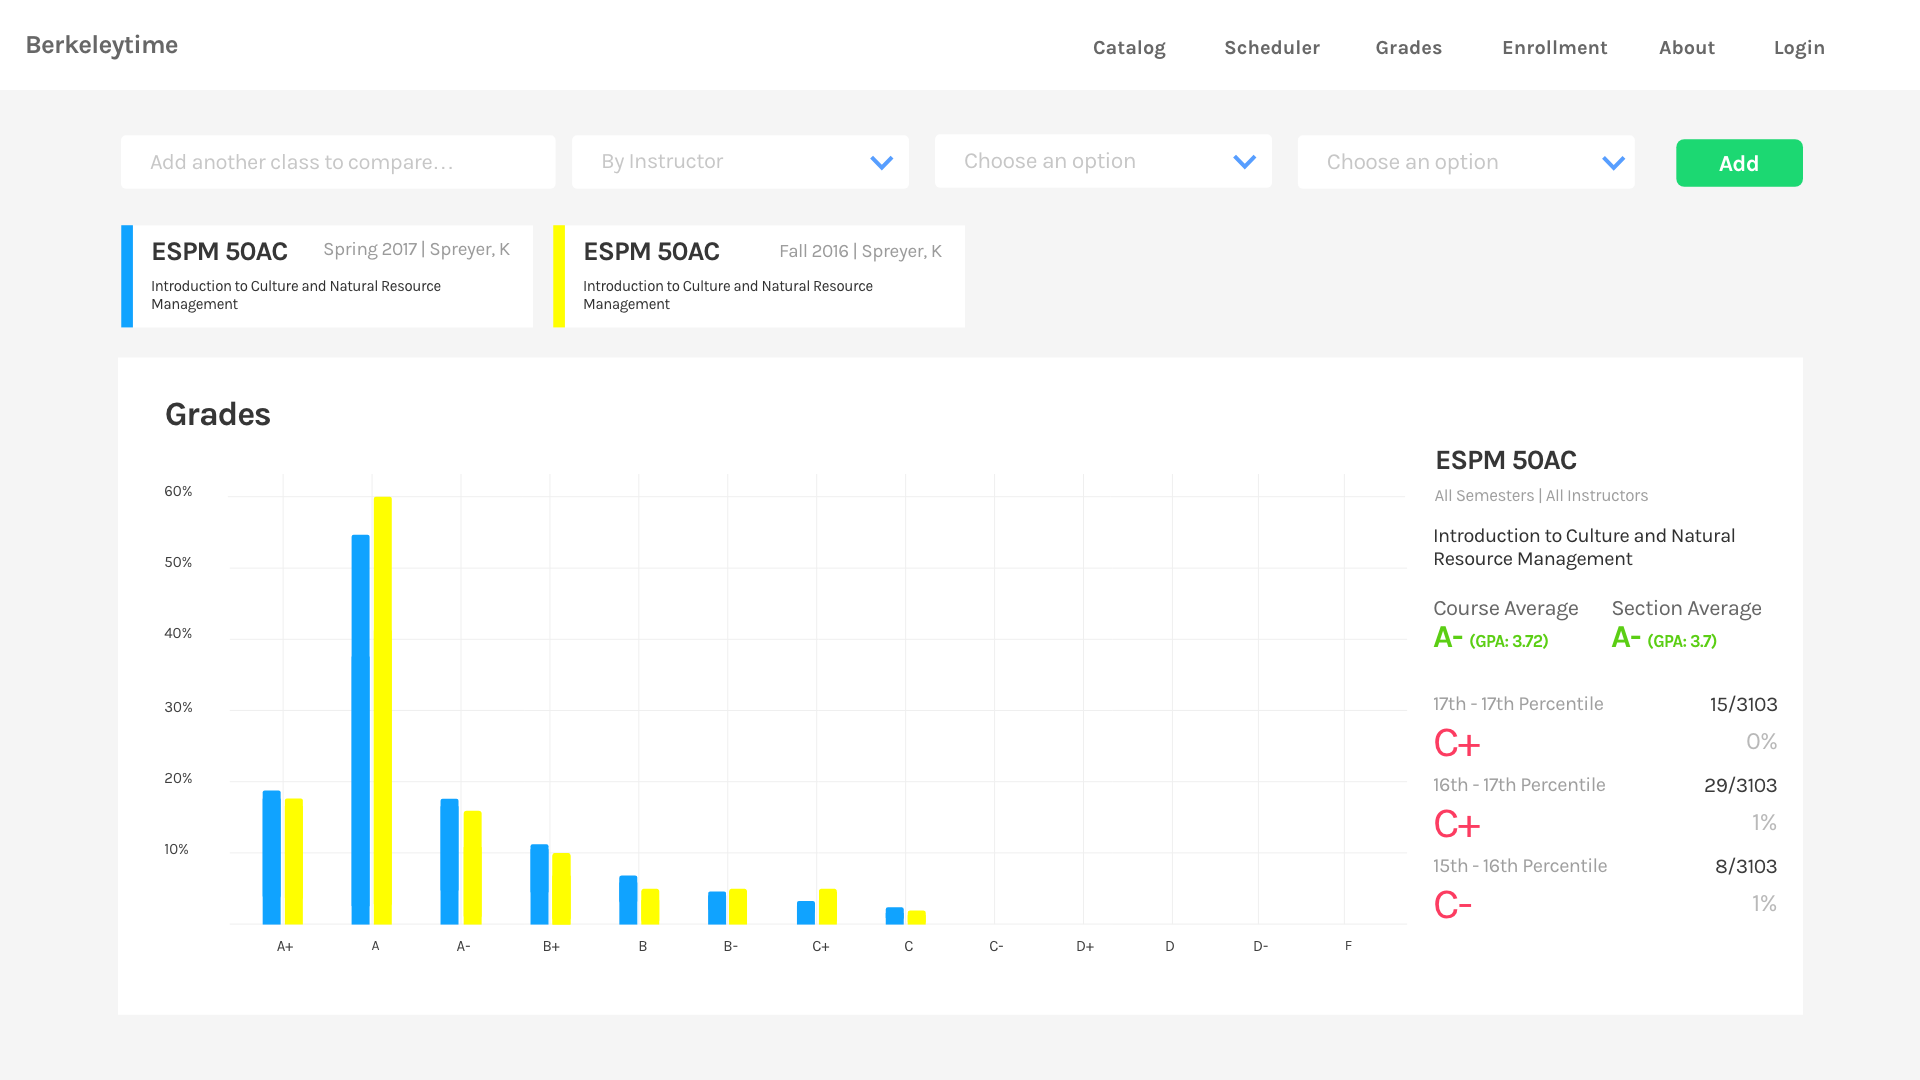 Berkeleytime
Catalog Scheduler Grades Enrollment About Login
Add another class to compare... By Instructor Choose an option Choose an option Add
ESPM 50AC Spring 2017 | Spreyer, K
Introduction to Culture and Natural Resource
Management
ESPM 50AC Fall 2016 | Spreyer, K
Introduction to Culture and Natural Resource
Management
Grades
60%
50%
40%
30%
20%
10%
A+ A A- B+ B B- C+ C C- D+ D D- F
ESPM 50AC
All Semesters | All Instructors
Introduction to Culture and Natural
Resource Management
Course Average Section Average
A- (GPA: 3.72) A- (GPA: 3.7)
17th - 17th Percentile 15/3103
C+ 0%
16th - 17th Percentile 29/3103
C+ 1%
15th - 16th Percentile 8/3103
C- 1%